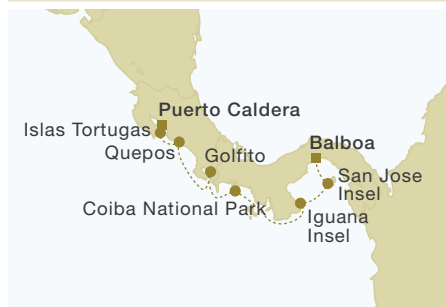 Puerto Caldera
Islas Tortugas
Quepos
Golfito
Balboa
San Jose
Insel
Coiba National Park
Iguana
Insel